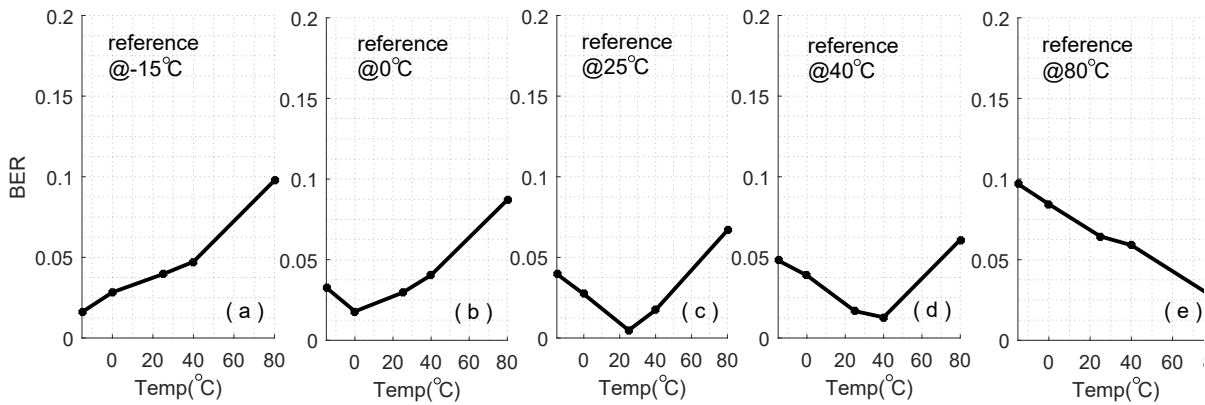 BER
0.2
0.15
0.1
0.05
0
reference
@-15°C
( a )
0 20 40 60 80
Temp(°C)
0.2
0.15
0.1
0.05
0
reference
@0°C
( b )
0 20 40 60 80
Temp(°C)
0.2
0.15
0.1
0.05
0
reference
@25°C
( c )
0 20 40 60 80
Temp(°C)
0.2
0.15
0.1
0.05
0
reference
@40°C
( d )
0 20 40 60 80
Temp(°C)
0.2
0.15
0.1
0.05
0
reference
@80°C
( e )
0 20 40 60
Temp(°C)